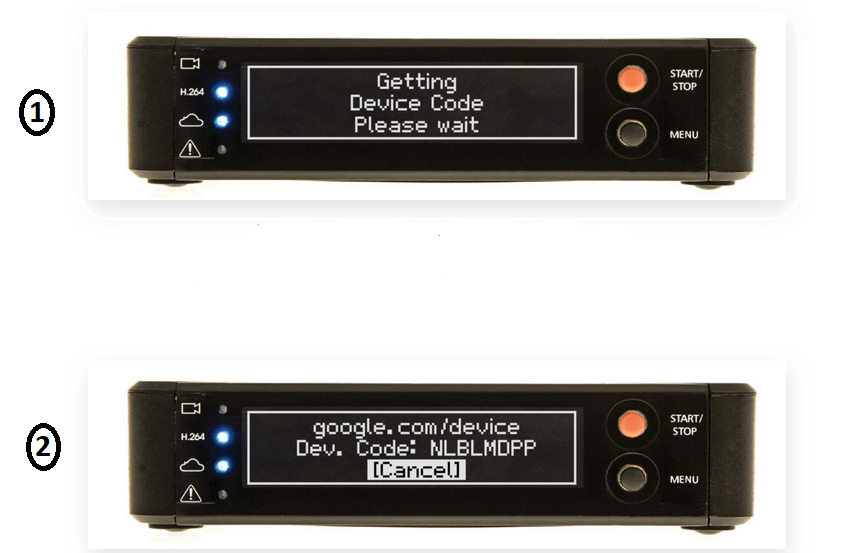 1
H.264
Getting
Device Code
Please wait
START/
STOP
MENU
2
H.264
google.com/device
Dev. Code: NLBLMDPP
[Cancel]
START/
STOP
MENU